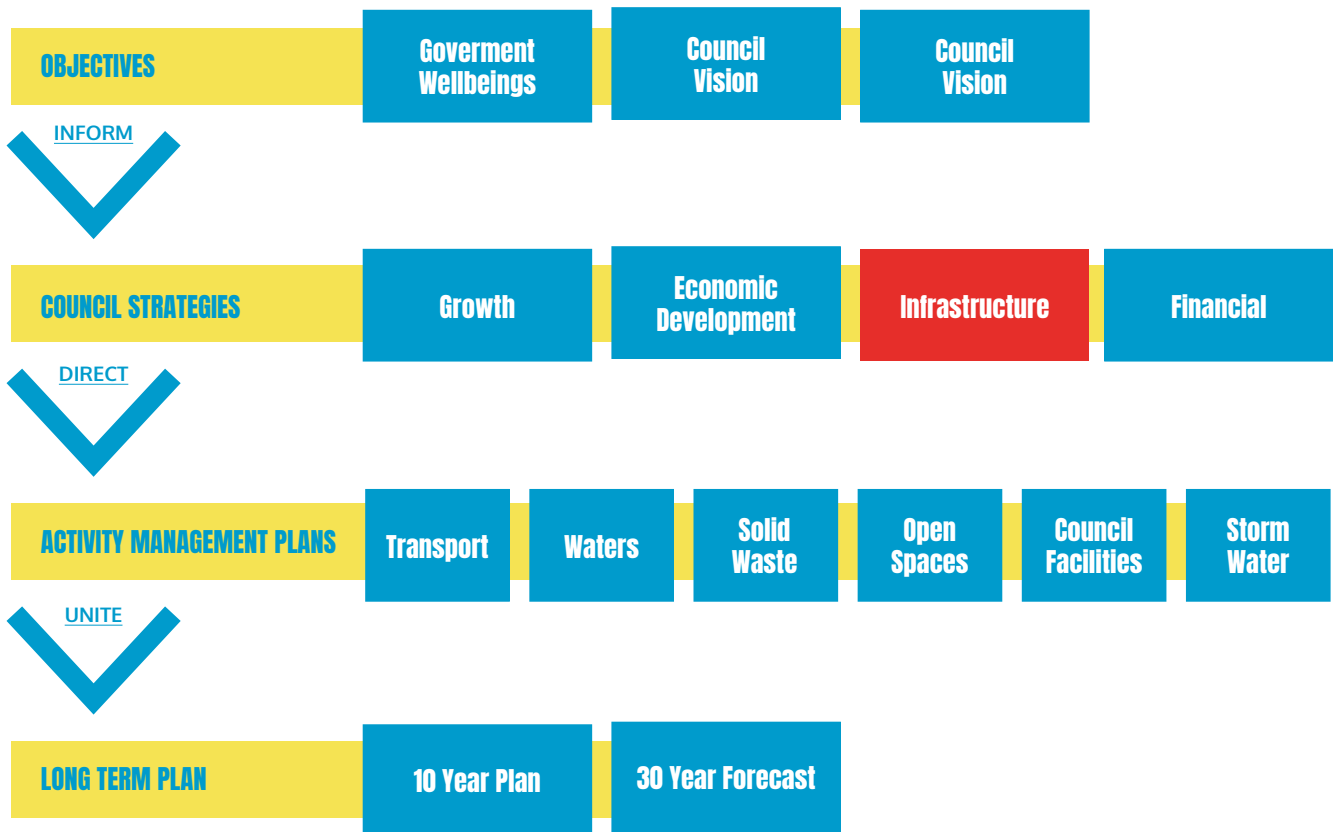 OBJECTIVES
Goverment
Wellbeings
Council
Vision
Council
Vision
INFORM
COUNCIL STRATEGIES
Growth
Economic
Development
Infrastructure
Financial
DIRECT
ACTIVITY MANAGEMENT PLANS
Transport
Waters
Solid
Waste
Open
Spaces
Council
Facilities
Storm
Water
UNITE
LONG TERM PLAN
10 Year Plan
30 Year Forecast